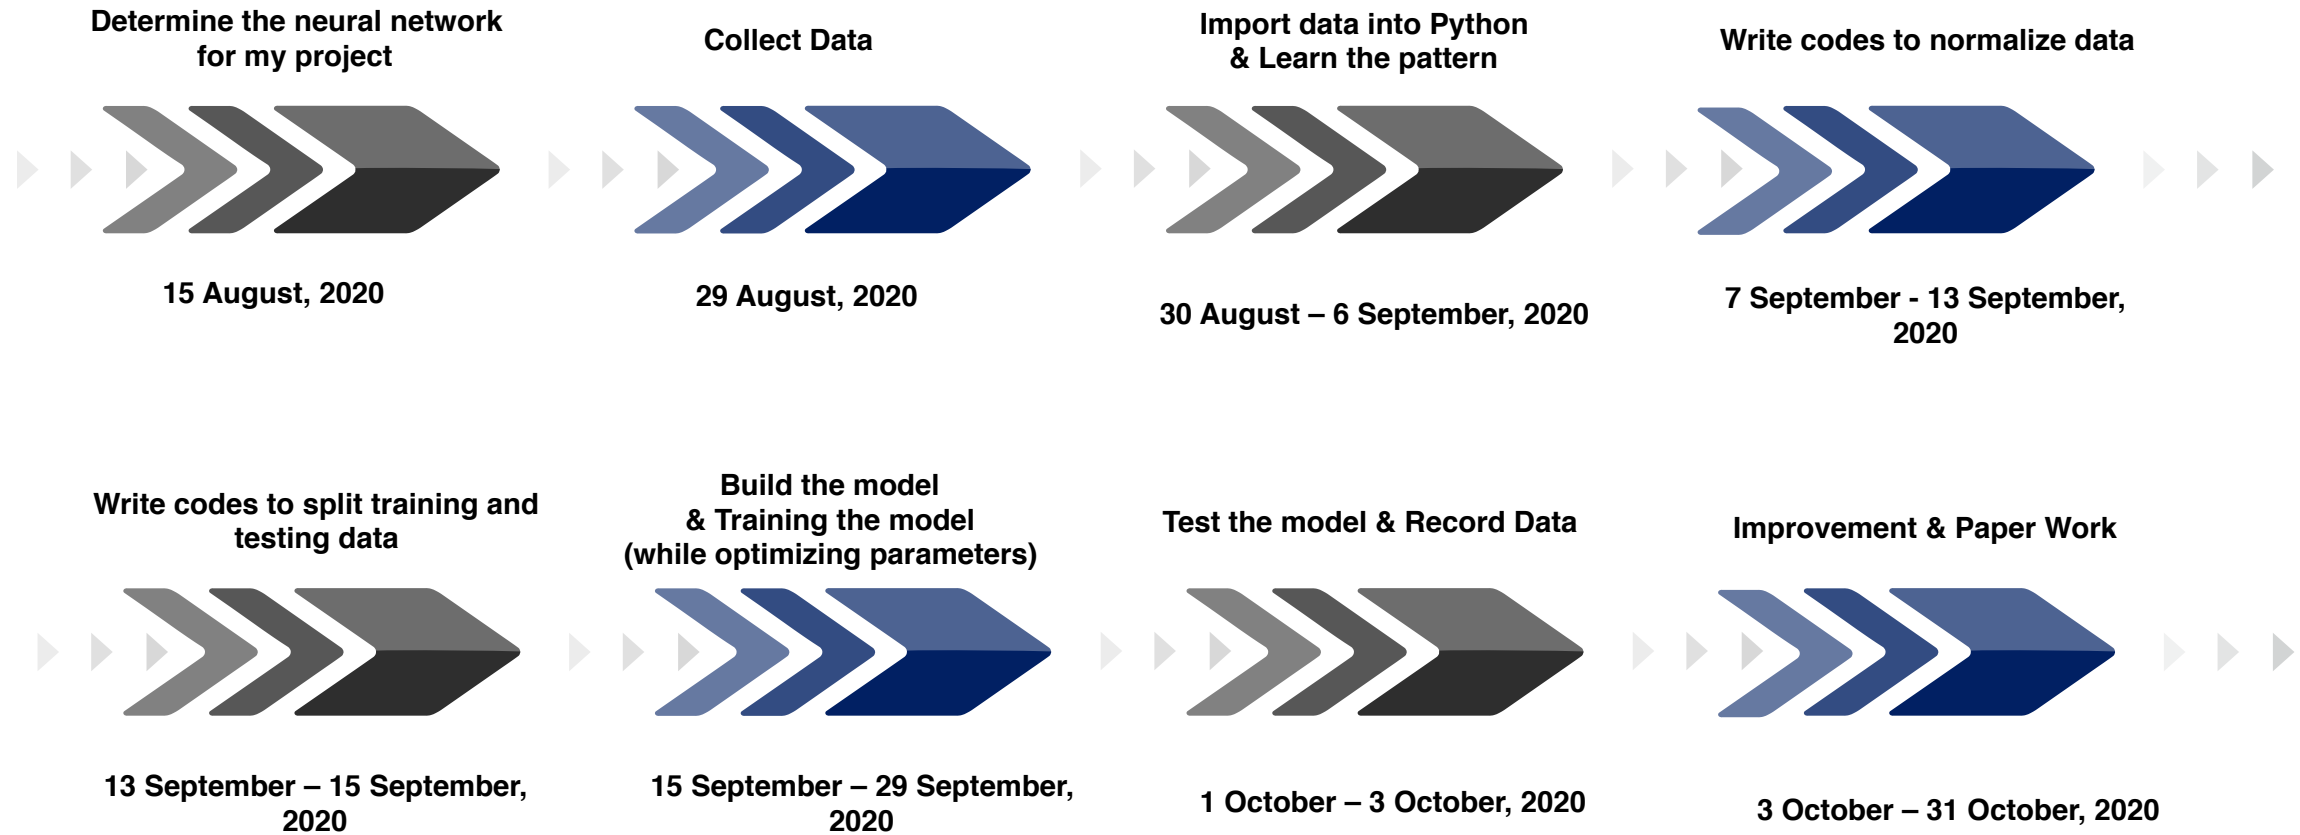 Determine the neural network
for my project
Collect Data
Import data into Python
& Learn the pattern
Write codes to normalize data
15 August, 2020
29 August, 2020
30 August – 6 September, 2020
7 September - 13 September,
2020
Write codes to split training and
testing data
Build the model
& Training the model
(while optimizing parameters)
Test the model & Record Data
Improvement & Paper Work
13 September – 15 September,
2020
15 September – 29 September,
2020
1 October – 3 October, 2020
3 October – 31 October, 2020